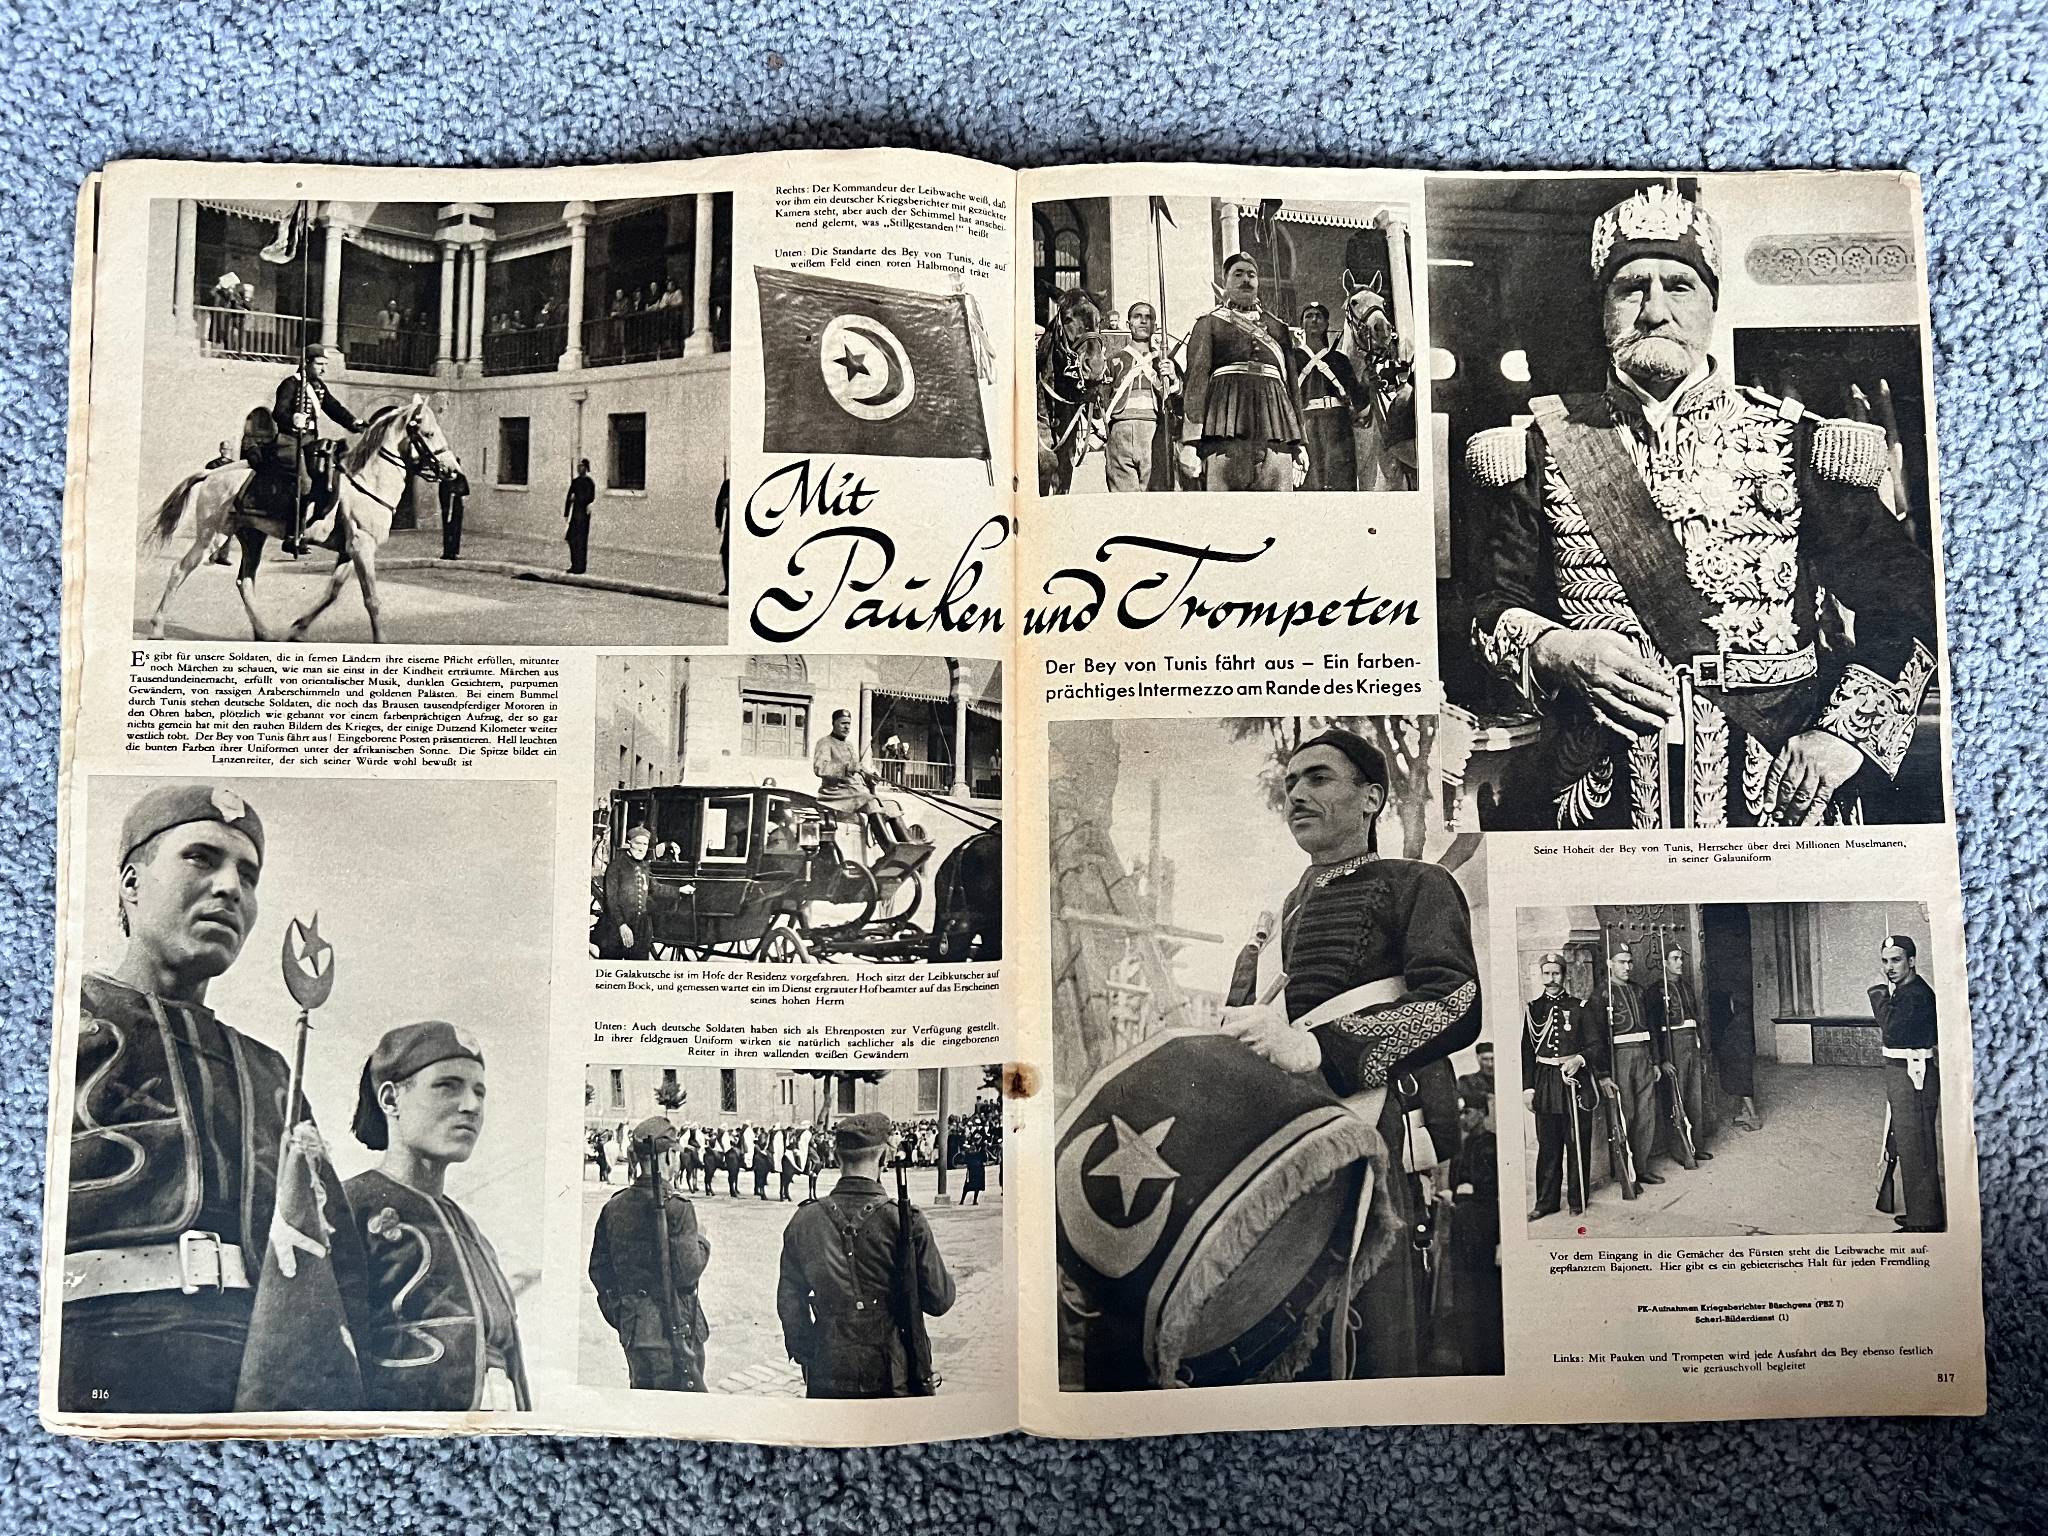 Rechts: Der Kommandeur der Leibwache weiß, daß
vor ihm ein deutscher Kriegsberichter mit gezückter
Kamera steht, aber auch der Schimmel hat anschei-
nend gelernt, was „Stillgestanden!" heißt
Unten: Die Standarte des Bey von Tunis, die auf
weißem Feld einen roten Halbmond trägt
Mit
Pauken und Trompeten
Der Bey von Tunis fährt aus – Ein farben-
prächtiges Intermezzo am Rande des Krieges
Es gibt für unsere Soldaten, die in fernen Ländern ihre eiserne Pflicht erfüllen, mitunter
noch Märchen zu schauen, wie man sie einst in der Kindheit erträumte. Märchen aus
Tausendundeinernacht, erfüllt von orientalischer Musik, dunklen Gesichtern, purpurnen
Gewändern, von rassigen Araberschimmeln und goldenen Palästen. Bei einem Bummel
durch Tunis stehen deutsche Soldaten, die noch das Brausen tausendpferdiger Motoren in
den Ohren haben, plötzlich wie gebannt vor einem farbenprächtigen Aufzug, der so gar
nichts gemein hat mit den rauhen Bildern des Krieges, der einige Dutzend Kilometer weiter
westlich tobt. Der Bey von Tunis fährt aus! Eingeborene Posten präsentieren. Hell leuchten
die bunten Farben ihrer Uniformen unter der afrikanischen Sonne. Die Spitze bildet ein
Lanzenreiter, der sich seiner Würde wohl bewußt ist
Die Galakutsche ist im Hofe der Residenz vorgefahren. Hoch sitzt der Leibkutscher auf
seinem Bock, und gemessen wartet ein im Dienst ergrauter Hofbeamter auf das Erscheinen
seines hohen Herrn
Unten: Auch deutsche Soldaten haben sich als Ehrenposten zur Verfügung gestellt.
In ihrer feldgrauen Uniform wirken sie natürlich sachlicher als die eingeborenen
Reiter in ihren wallenden weißen Gewändern
816
Seine Hoheit der Bey von Tunis, Herrscher über drei Millionen Muselmanen,
in seiner Galauniform
Vor dem Eingang in die Gemächer des Fürsten steht die Leibwache mit auf-
gepflanztem Bajonett. Hier gibt es ein gebieterisches Halt für jeden Fremdling
PK-Aufnahmen Kriegsberichter Büschgens (PBZ 7)
Scherl-Bilderdienst (1)
Links: Mit Pauken und Trompeten wird jede Ausfahrt des Bey ebenso festlich
wie geräuschvoll begleitet
817